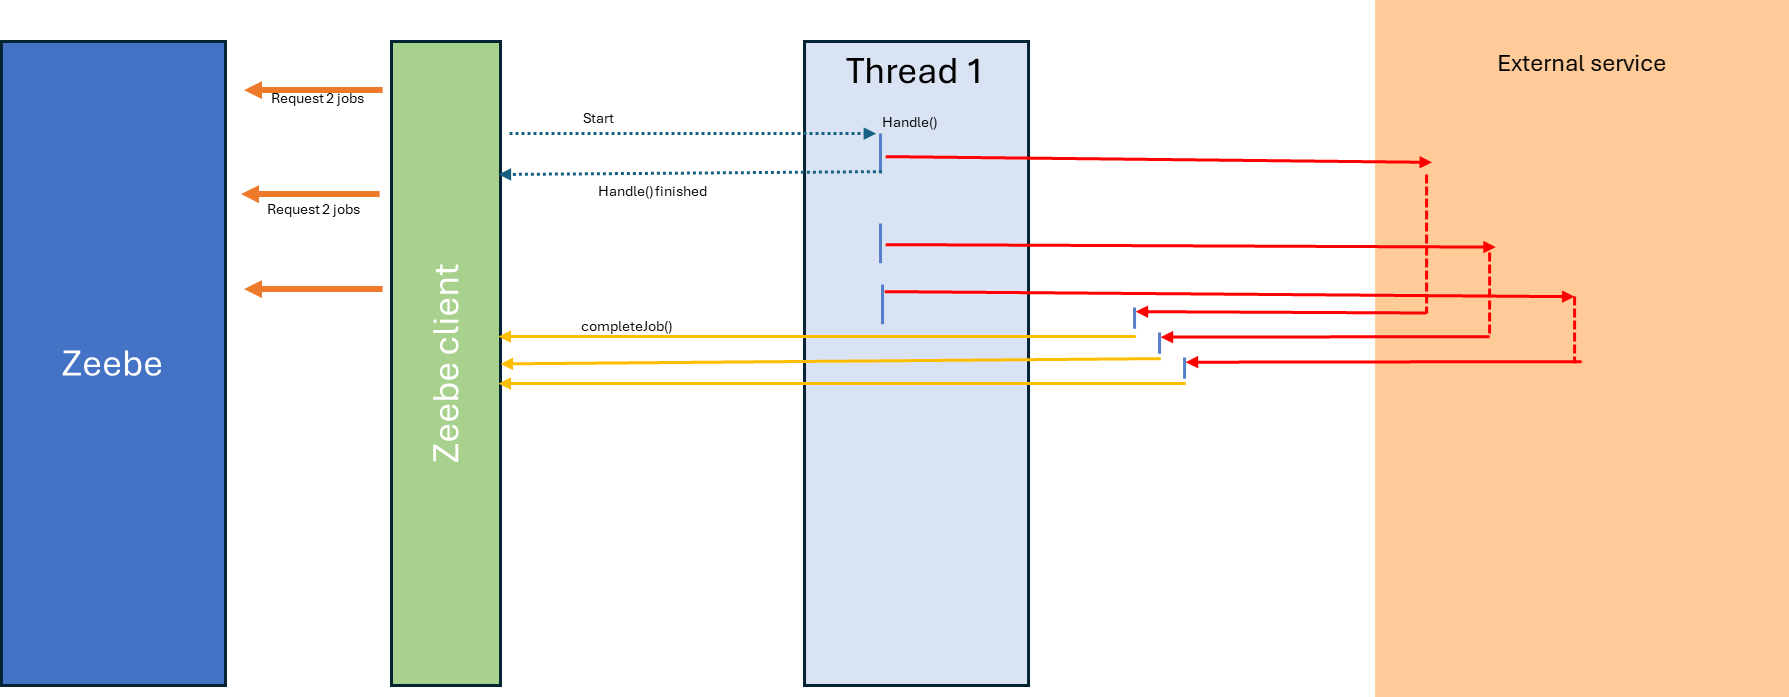 Thread 1
External service
Request 2 jobs
Start
Handle()
Handle() finished
Request 2 jobs
completeJob()
Zeebe
Zeebe client